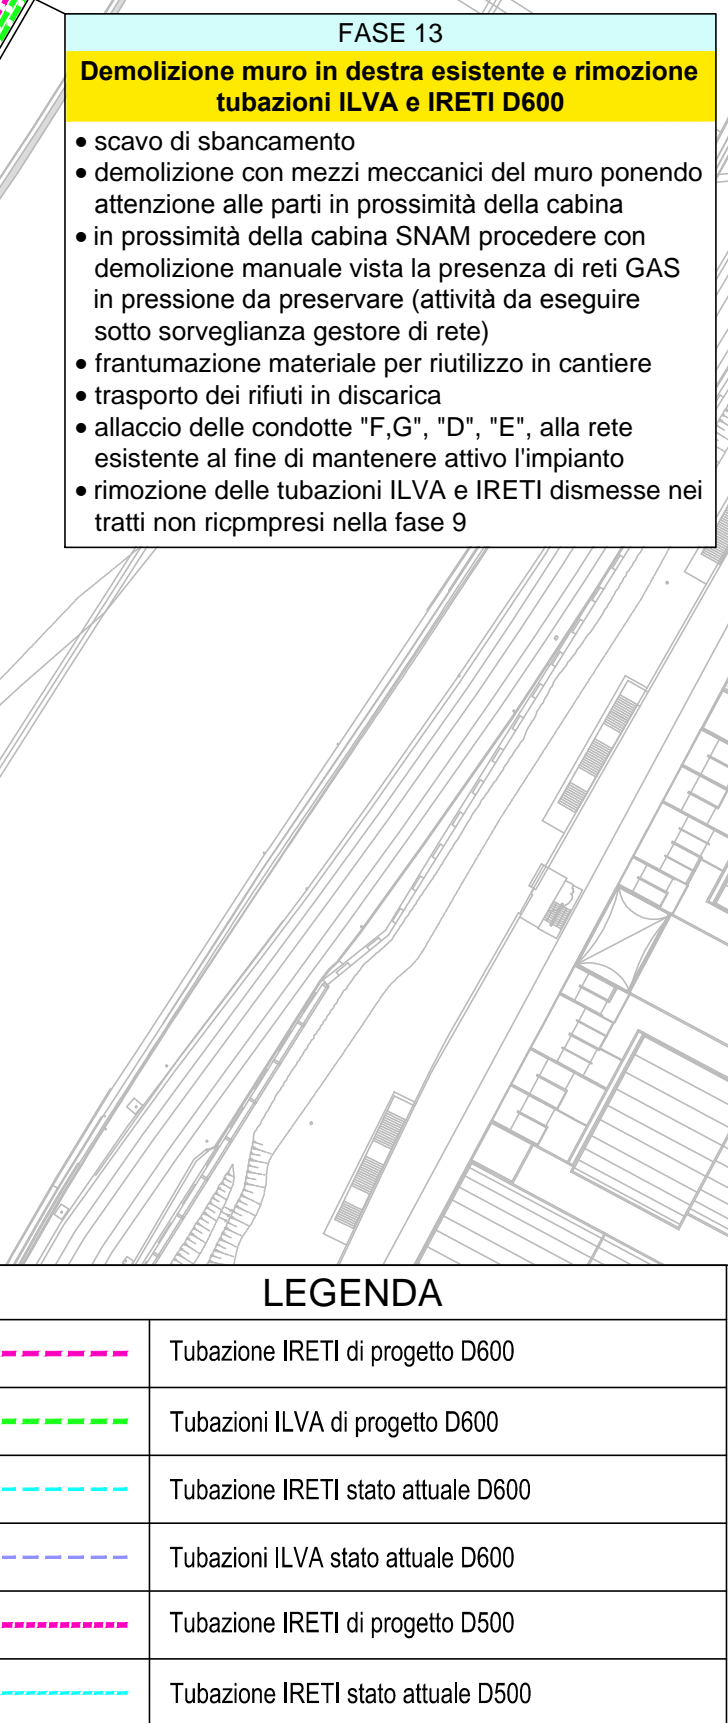 FASE 13
Demolizione muro in destra esistente e rimozione
tubazioni ILVA e IRETI D600
• scavo di sbancamento
• demolizione con mezzi meccanici del muro ponendo
attenzione alle parti in prossimità della cabina
• in prossimità della cabina SNAM procedere con
demolizione manuale vista la presenza di reti GAS
in pressione da preservare (attività da eseguire
sotto sorveglianza gestore di rete)
• frantumazione materiale per riutilizzo in cantiere
• trasporto dei rifiuti in discarica
• allaccio delle condotte "F,G", "D", "E", alla rete
esistente al fine di mantenere attivo l'impianto
• rimozione delle tubazioni ILVA e IRETI dismesse nei
tratti non ricpmpresi nella fase 9
LEGENDA
Tubazione IRETI di progetto D600
Tubazioni ILVA di progetto D600
Tubazione IRETI stato attuale D600
Tubazioni ILVA stato attuale D600
Tubazione IRETI di progetto D500
Tubazione IRETI stato attuale D500